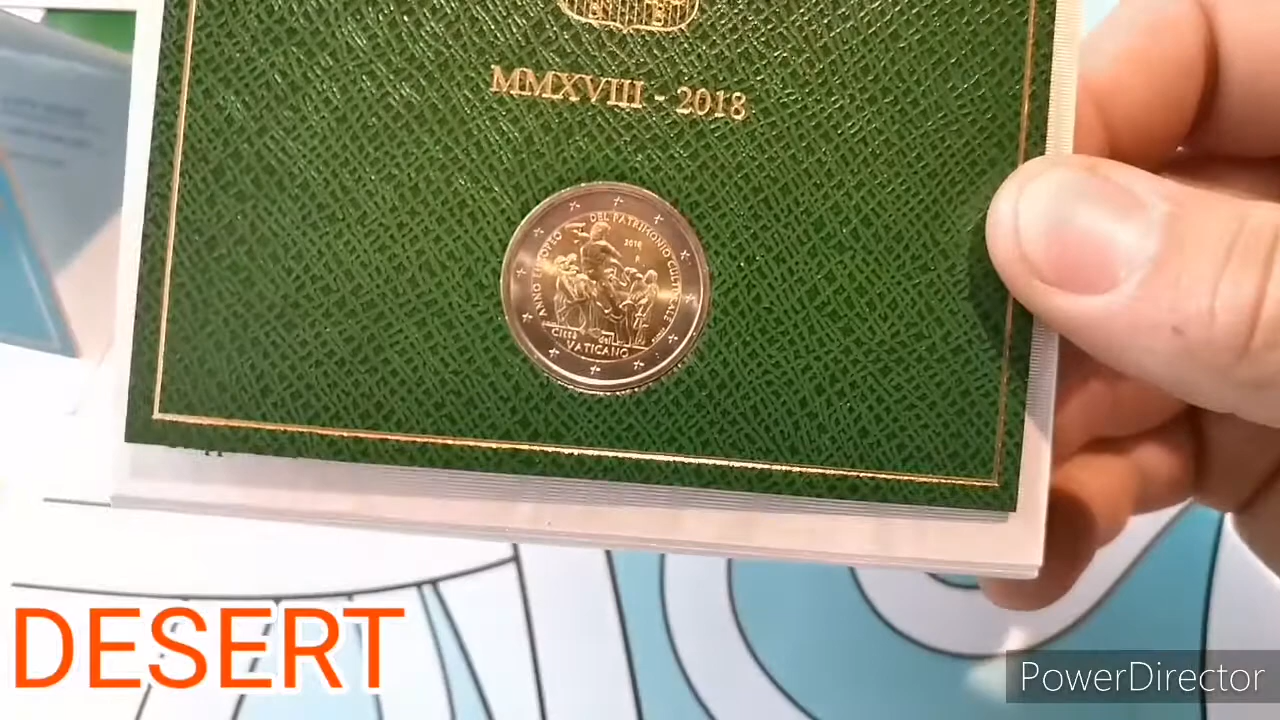 MMXVIII - 2018
ANNO EUROPEO DEL PATRIMONIO CULTURALE
2018
R
CITTÀ del
VATICANO
DESERT
PowerDirector